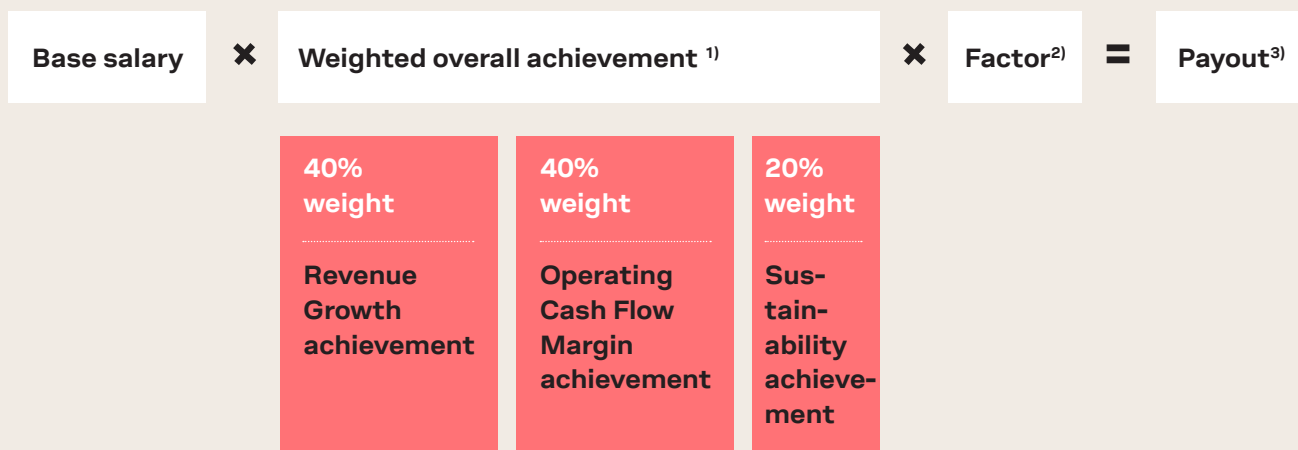 Base salary ✖ Weighted overall achievement 1) ✖ Factor2) = Payout3)
40%
weight
Revenue
Growth
achievement
40%
weight
Operating
Cash Flow
Margin
achievement
20%
weight
Sus-
tain-
ability
achieve-
ment